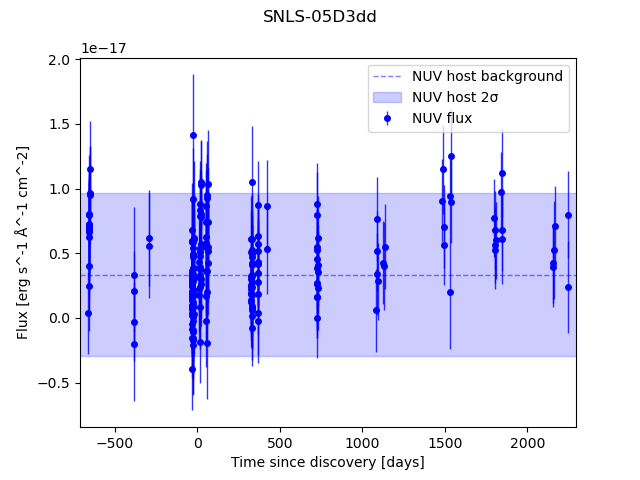 SNLS-05D3dd
1e−17
NUV host background
NUV host 2σ
NUV flux
2.0
1.5
1.0
0.5
0.0
−0.5
Flux [erg s^-1 Å^-1 cm^-2]
−500 0 500 1000 1500 2000
Time since discovery [days]